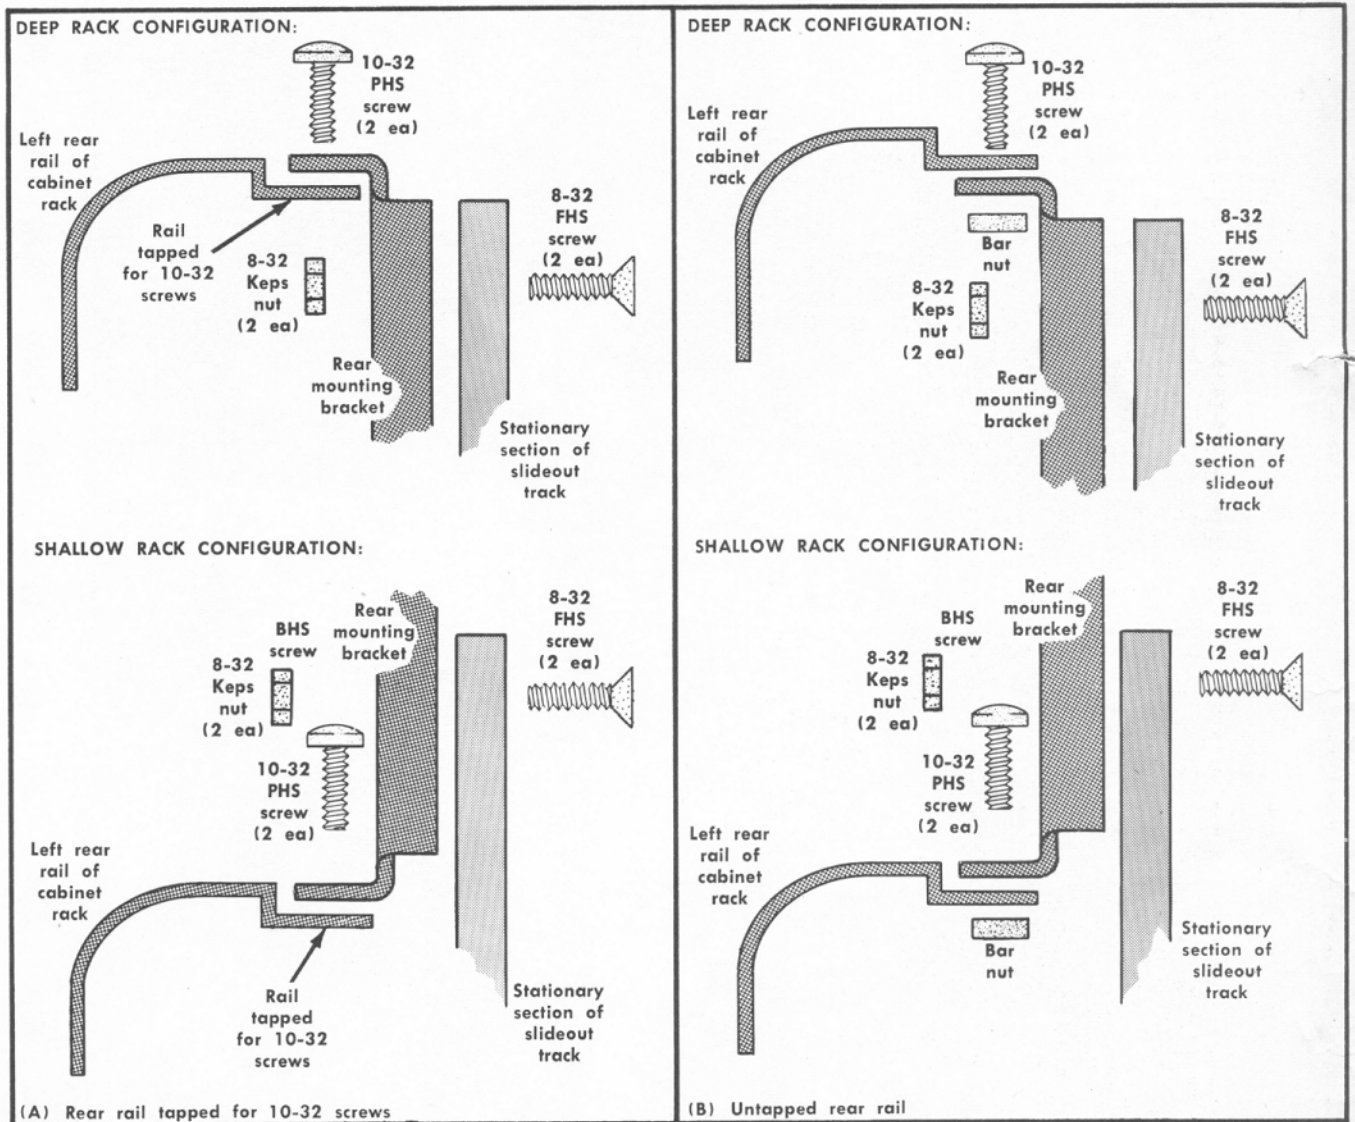 DEEP RACK CONFIGURATION:
10-32
PHS
screw
(2 ea)
Left rear
rail of
cabinet
rack
Rail
tapped
for 10-32
screws
8-32
Keps
nut
(2 ea)
8-32
FHS
screw
(2 ea)
Rear
mounting
bracket
Stationary
section of
slideout
track
SHALLOW RACK CONFIGURATION:
8-32
FHS
screw
(2 ea)
Rear
mounting
bracket
BHS
screw
8-32
Keps
nut
(2 ea)
10-32
PHS
screw
(2 ea)
Left rear
rail of
cabinet
rack
Rail
tapped
for 10-32
screws
Stationary
section of
slideout
track
(A) Rear rail tapped for 10-32 screws
DEEP RACK CONFIGURATION:
10-32
PHS
screw
(2 ea)
Left rear
rail of
cabinet
rack
8-32
FHS
screw
(2 ea)
Bar
nut
8-32
Keps
nut
(2 ea)
Rear
mounting
bracket
Stationary
section of
slideout
track
SHALLOW RACK CONFIGURATION:
Rear
mounting
bracket
8-32
FHS
screw
(2 ea)
BHS
screw
8-32
Keps
nut
(2 ea)
10-32
PHS
screw
(2 ea)
Left rear
rail of
cabinet
rack
Bar
nut
Stationary
section of
slideout
track
(B) Untapped rear rail